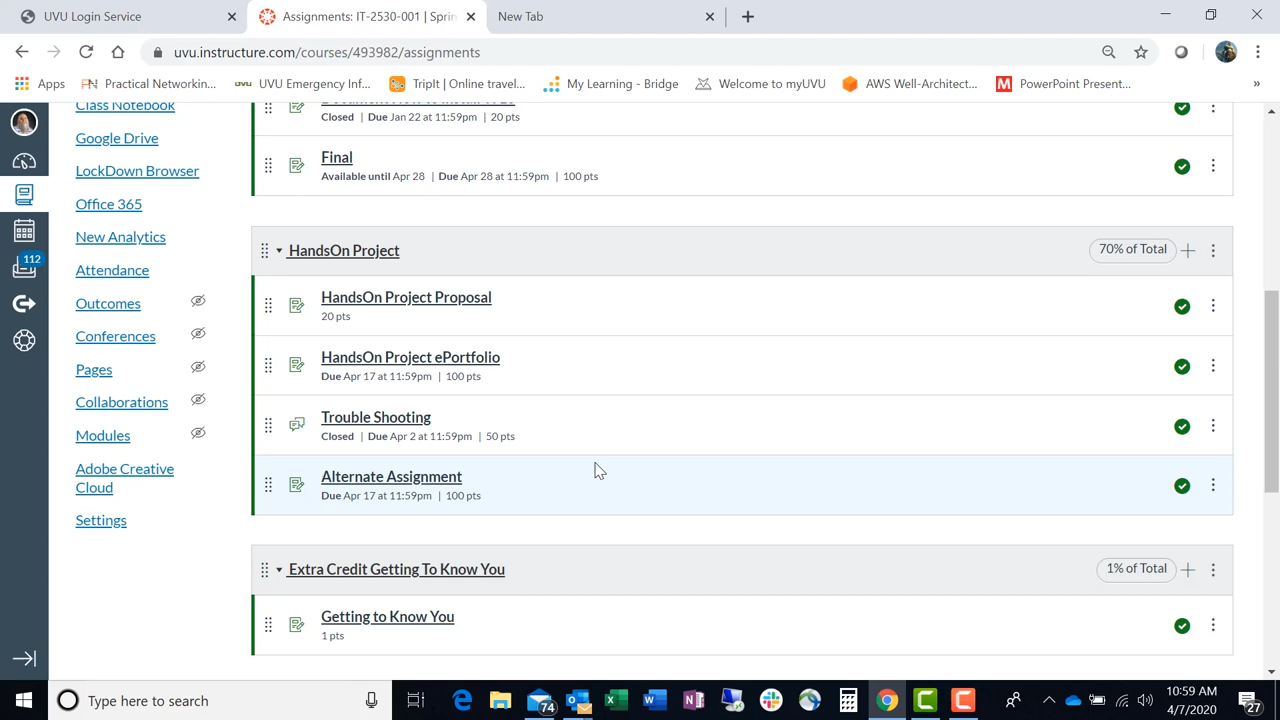 UVU Login Service
Assignments: IT-2530-001 | Sprin
New Tab
uvu.instructure.com/courses/493982/assignments
Apps
Practical Networkin...
UVU Emergency Inf...
TripIt | Online travel...
My Learning - Bridge
Welcome to myUVU
AWS Well-Architect...
PowerPoint Present...
»
Class Notebook
Google Drive
LockDown Browser
Office 365
New Analytics
Attendance
Outcomes
Conferences
Pages
Collaborations
Modules
Adobe Creative
Cloud
Settings
112
Closed | Due Jan 22 at 11:59pm | 20 pts
Final
Available until Apr 28 | Due Apr 28 at 11:59pm | 100 pts
HandsOn Project
70% of Total
HandsOn Project Proposal
20 pts
HandsOn Project ePortfolio
Due Apr 17 at 11:59pm | 100 pts
Trouble Shooting
Closed | Due Apr 2 at 11:59pm | 50 pts
Alternate Assignment
Due Apr 17 at 11:59pm | 100 pts
Extra Credit Getting To Know You
1% of Total
Getting to Know You
1 pts
Type here to search
74
10:59 AM
4/7/2020
27